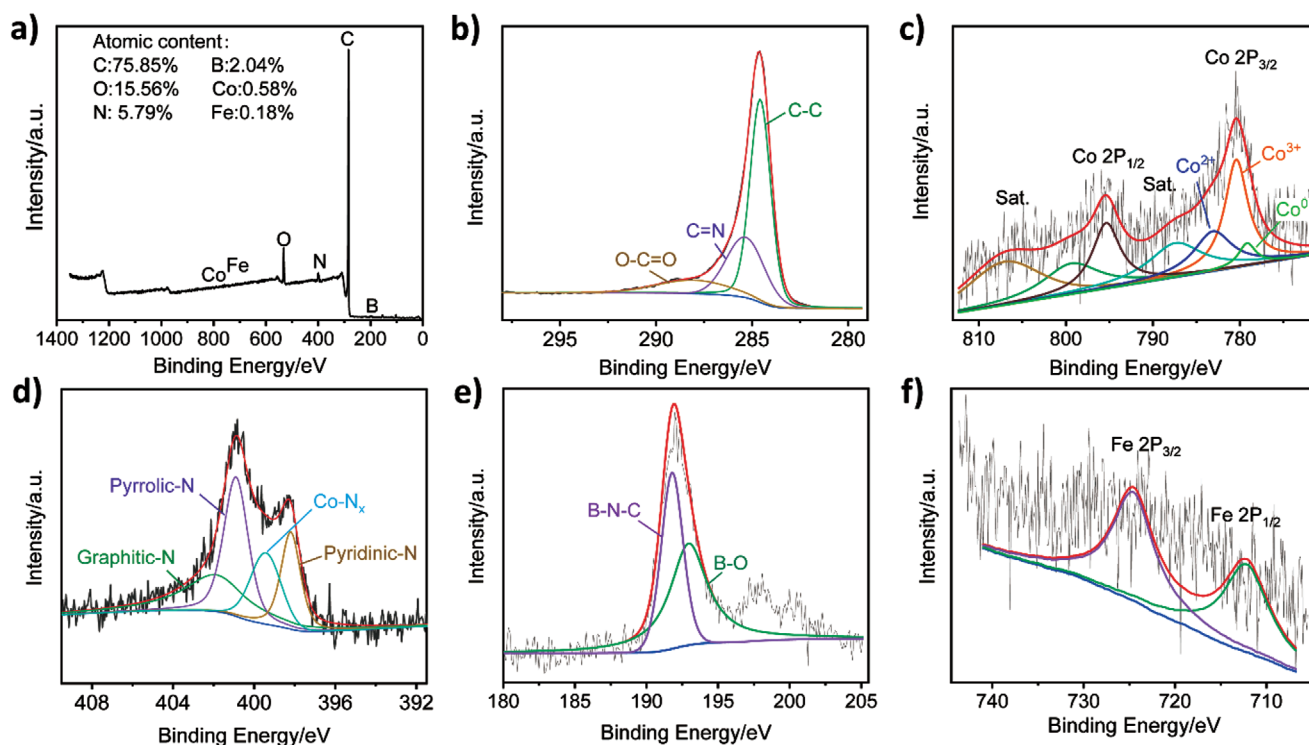 a)
Atomic content:
C:75.85% B:2.04%
O:15.56% Co:0.58%
N: 5.79% Fe:0.18%
C
O
N
CoFe
B
Intensity/a.u.
1400 1200 1000 800 600 400 200 0
Binding Energy/eV
b)
C-C
C=N
O-C=O
Intensity/a.u.
295 290 285 280
Binding Energy/eV
c)
Co 2P3/2
Co 2P1/2
Co2+
Co3+
Sat.
Sat.
Co0
Intensity/a.u.
810 800 790 780
Binding Energy/eV
d)
Pyrrolic-N
Co-Nx
Graphitic-N
Pyridinic-N
Intensity/a.u.
408 404 400 396 392
Binding Energy/eV
e)
B-N-C
B-O
Intensity/a.u.
180 185 190 195 200 205
Binding Energy/eV
f)
Fe 2P3/2
Fe 2P1/2
Intensity/a.u.
740 730 720 710
Binding Energy/eV